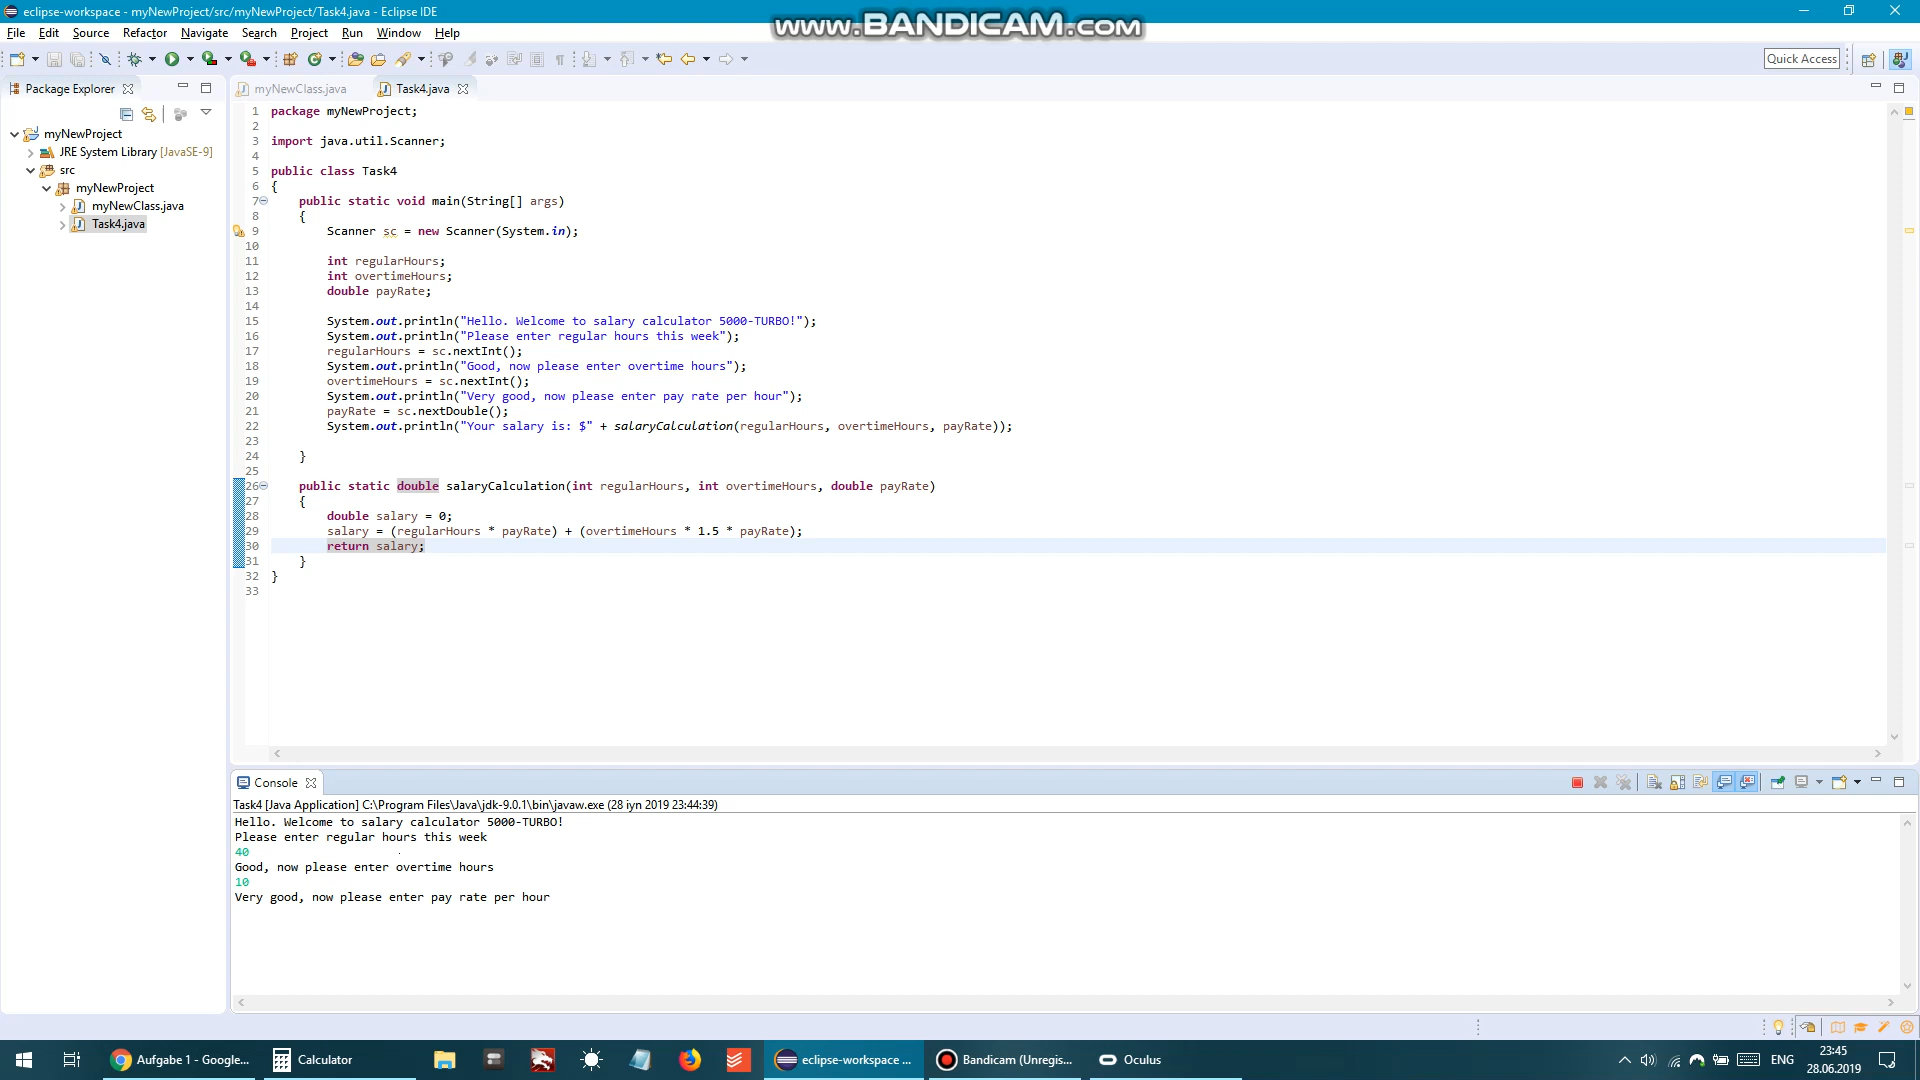 eclipse-workspace - myNewProject/src/myNewProject/Task4.java - Eclipse IDE
www.BANDICAM.com
File Edit Source Refactor Navigate Search Project Run Window Help
Quick Access
Package Explorer
myNewClass.java
Task4.java
myNewProject
JRE System Library [JavaSE-9]
src
myNewProject
myNewClass.java
Task4.java
1 package myNewProject;
2
3 import java.util.Scanner;
4
5 public class Task4
6 {
7 public static void main(String[] args)
8 {
9 Scanner sc = new Scanner(System.in);
10
11 int regularHours;
12 int overtimeHours;
13 double payRate;
14
15 System.out.println("Hello. Welcome to salary calculator 5000-TURBO!");
16 System.out.println("Please enter regular hours this week");
17 regularHours = sc.nextInt();
18 System.out.println("Good, now please enter overtime hours");
19 overtimeHours = sc.nextInt();
20 System.out.println("Very good, now please enter pay rate per hour");
21 payRate = sc.nextDouble();
22 System.out.println("Your salary is: $" + salaryCalculation(regularHours, overtimeHours, payRate));
23
24 }
25
26 public static double salaryCalculation(int regularHours, int overtimeHours, double payRate)
27 {
28 double salary = 0;
29 salary = (regularHours * payRate) + (overtimeHours * 1.5 * payRate);
30 return salary;
31 }
32 }
33
Console
Task4 [Java Application] C:\Program Files\Java\jdk-9.0.1\bin\javaw.exe (28 iyn 2019 23:44:39)
Hello. Welcome to salary calculator 5000-TURBO!
Please enter regular hours this week
40
Good, now please enter overtime hours
10
Very good, now please enter pay rate per hour
Aufgabe 1 - Google...
Calculator
eclipse-workspace ...
Bandicam (Unregis...
Oculus
ENG
23:45
28.06.2019